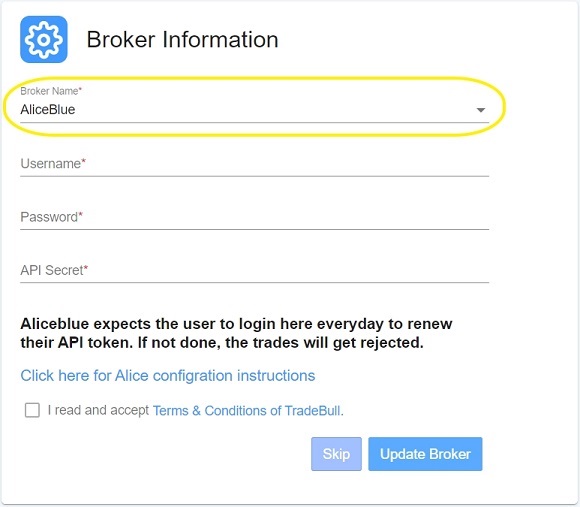 Broker Information
Broker Name*
AliceBlue
Username*
Password*
API Secret*
Aliceblue expects the user to login here everyday to renew
their API token. If not done, the trades will get rejected.
Click here for Alice configration instructions
I read and accept Terms & Conditions of TradeBull.
Skip Update Broker